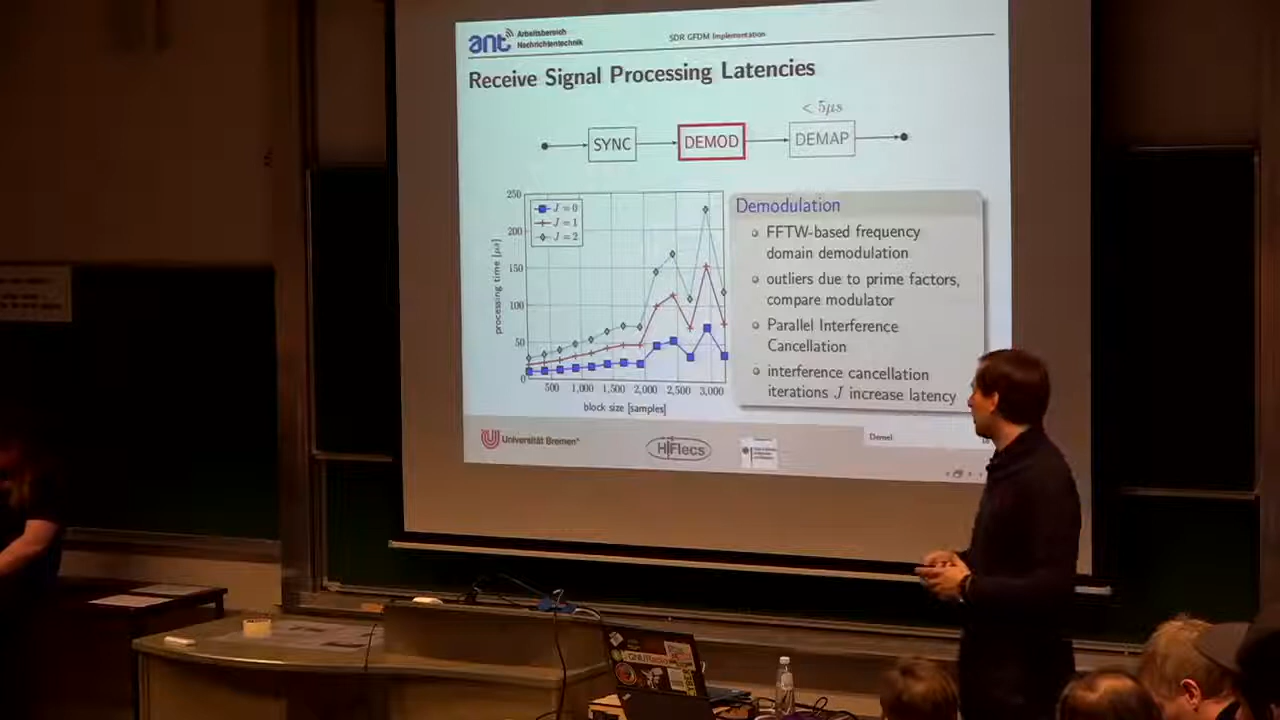 ant
Arbeitsbereich
Nachrichtentechnik
SDR GFDM Implementation
Receive Signal Processing Latencies
< 5μs
SYNC
DEMOD
DEMAP
250
200
150
100
50
0
processing time [μs]
J = 0
J = 1
J = 2
500 1,000 1,500 2,000 2,500 3,000
block size [samples]
Demodulation
FFTW-based frequency
domain demodulation
outliers due to prime factors,
compare modulator
Parallel Interference
Cancellation
interference cancellation
iterations J increase latency
Universität Bremen
HiFlecs
Demel
GNURadio